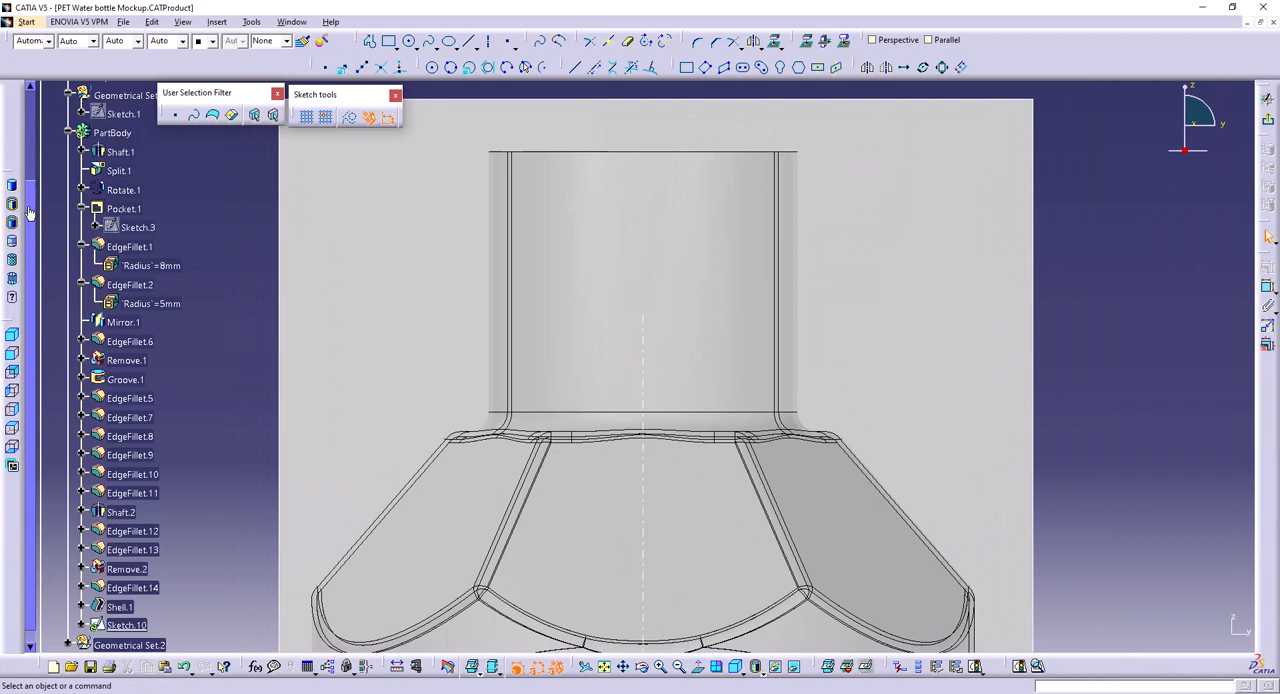 CATIA V5 - [PET Water bottle Mockup.CATProduct]
Start ENOVIA V5 VPM File Edit View Insert Tools Window Help
Autom Auto Auto Auto Aut None Perspective Parallel
User Selection Filter
Sketch tools
Geometrical Set
Sketch.1
PartBody
Shaft.1
Split.1
Rotate.1
Pocket.1
Sketch.3
EdgeFillet.1
`Radius`=8mm
EdgeFillet.2
`Radius`=5mm
Mirror.1
EdgeFillet.6
Remove.1
Groove.1
EdgeFillet.5
EdgeFillet.7
EdgeFillet.8
EdgeFillet.9
EdgeFillet.10
EdgeFillet.11
Shaft.2
EdgeFillet.12
EdgeFillet.13
Remove.2
EdgeFillet.14
Shell.1
Sketch.10
Geometrical Set.2
z
x
y
z
y
CATIA
Select an object or a command